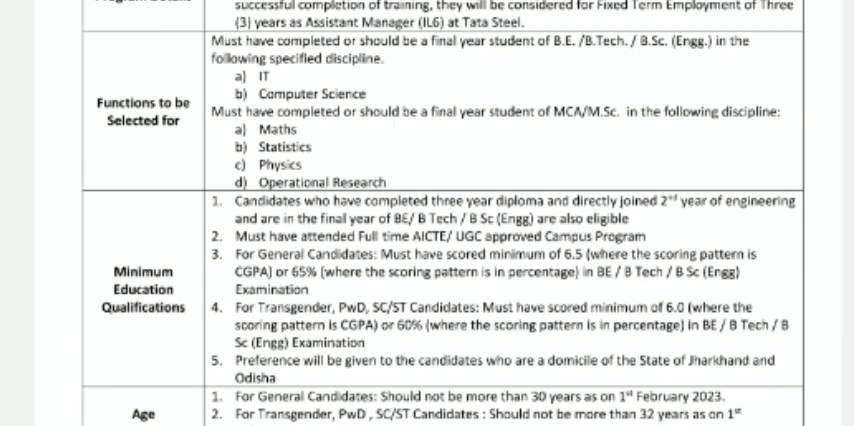 successful completion of training, they will be considered for Fixed Term Employment of Three
(3) years as Assistant Manager (IL6) at Tata Steel.
Functions to be
Selected for
Must have completed or should be a final year student of B.E. /B.Tech. / B.Sc. (Engg.) in the
following specified discipline.
a) IT
b) Computer Science
Must have completed or should be a final year student of MCA/M.Sc. in the following discipline:
a) Maths
b) Statistics
c) Physics
d) Operational Research
Minimum
Education
Qualifications
1. Candidates who have completed three year diploma and directly joined 2nd year of engineering
and are in the final year of BE/ B Tech / B Sc (Engg) are also eligible
2. Must have attended Full time AICTE/ UGC approved Campus Program
3. For General Candidates: Must have scored minimum of 6.5 (where the scoring pattern is
CGPA) or 65% (where the scoring pattern is in percentage) in BE / B Tech / B Sc (Engg)
Examination
4. For Transgender, PwD, SC/ST Candidates: Must have scored minimum of 6.0 (where the
scoring pattern is CGPA) or 60% (where the scoring pattern is in percentage) in BE / B Tech / B
Sc (Engg) Examination
5. Preference will be given to the candidates who are a domicile of the State of Jharkhand and
Odisha
Age
1. For General Candidates: Should not be more than 30 years as on 1st February 2023.
2. For Transgender, PwD , SC/ST Candidates : Should not be more than 32 years as on 1st